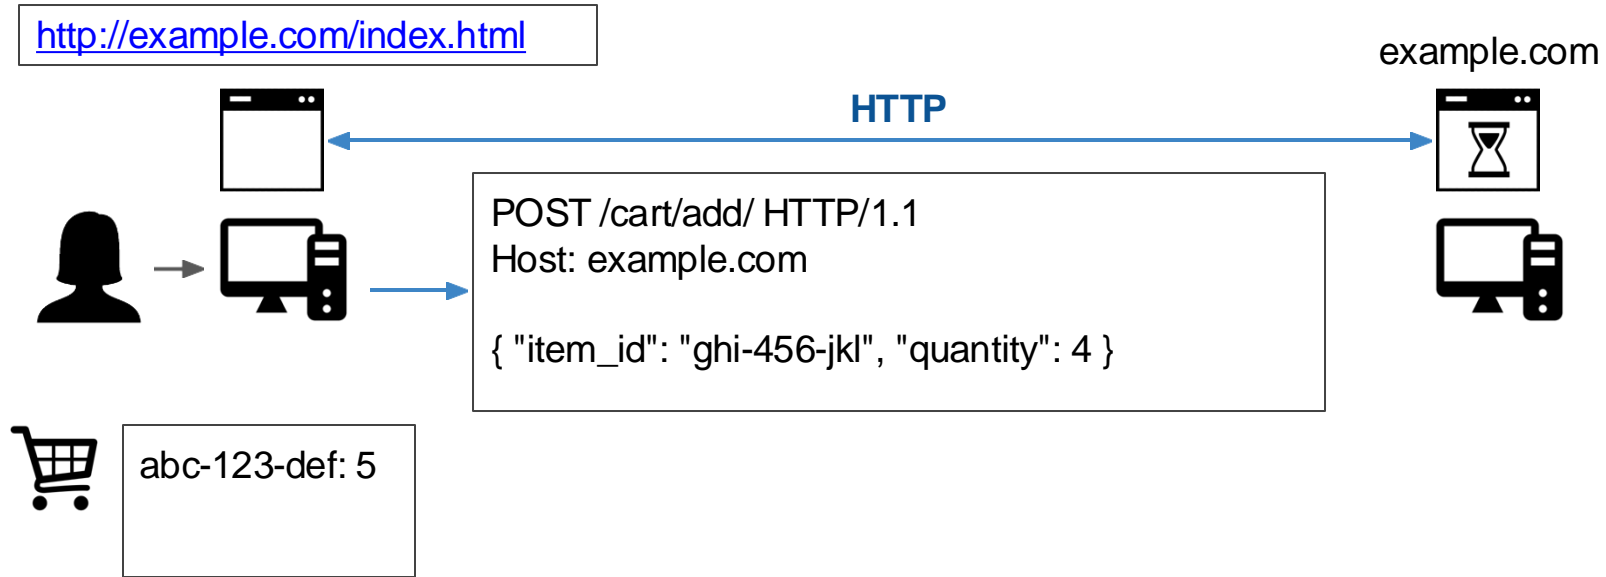 http://example.com/index.html
example.com
HTTP
POST /cart/add/ HTTP/1.1
Host: example.com
{ "item_id": "ghi-456-jkl", "quantity": 4 }
abc-123-def: 5